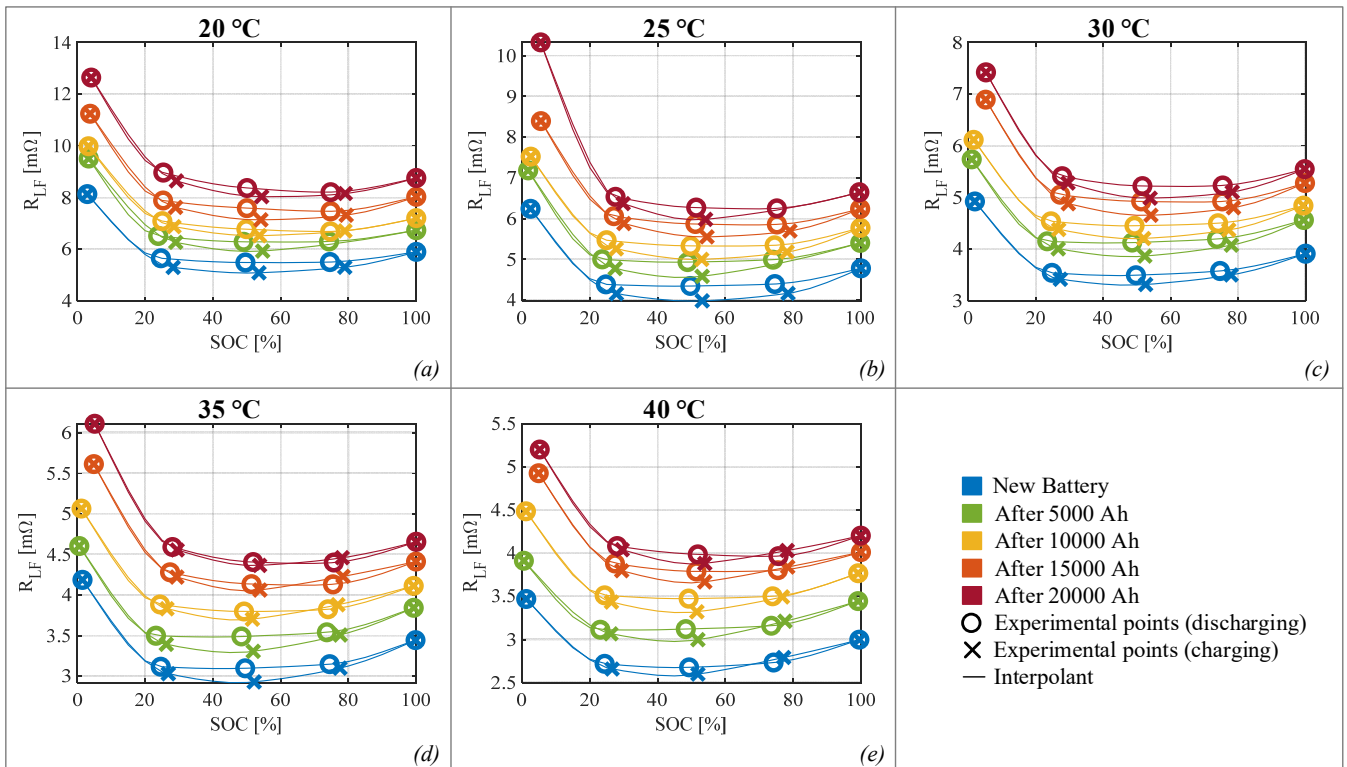 20 °C
14
12
10
8
6
4
R_LF [mΩ]
0 20 40 60 80 100
SOC [%]
(a)
25 °C
10
9
8
7
6
5
4
R_LF [mΩ]
0 20 40 60 80 100
SOC [%]
(b)
30 °C
8
7
6
5
4
3
R_LF [mΩ]
0 20 40 60 80 100
SOC [%]
(c)
35 °C
6
5.5
5
4.5
4
3.5
3
R_LF [mΩ]
0 20 40 60 80 100
SOC [%]
(d)
40 °C
5.5
5
4.5
4
3.5
3
2.5
R_LF [mΩ]
0 20 40 60 80 100
SOC [%]
(e)
New Battery
After 5000 Ah
After 10000 Ah
After 15000 Ah
After 20000 Ah
Experimental points (discharging)
Experimental points (charging)
Interpolant